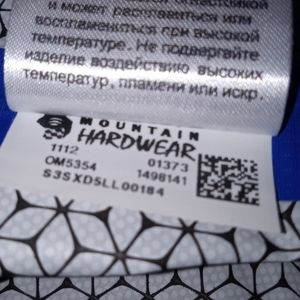 и может расплавиться или
воспламениться при высокой
температуре. Не подвергайте
изделие воздействию высоких
температур, пламени или искр.
MOUNTAIN
HARDWEAR
1112 01373
OM5354 1498141
S3SXD5LL00184